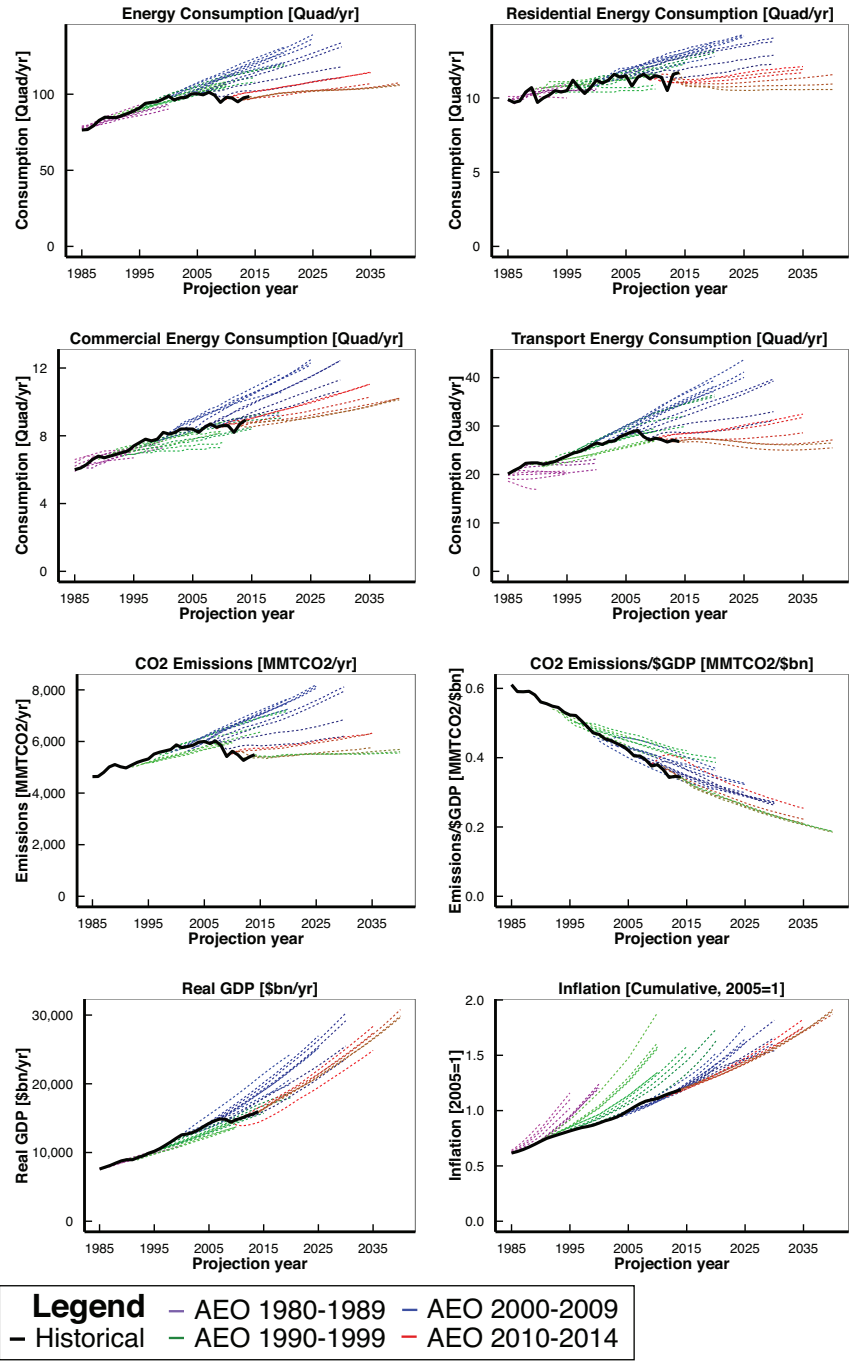 Energy Consumption [Quad/yr]
Consumption [Quad/yr]
100
50
0
1985 1995 2005 2015 2025 2035
Projection year
Residential Energy Consumption [Quad/yr]
Consumption [Quad/yr]
10
5
0
1985 1995 2005 2015 2025 2035
Projection year
Commercial Energy Consumption [Quad/yr]
Consumption [Quad/yr]
12
8
4
0
1985 1995 2005 2015 2025 2035
Projection year
Transport Energy Consumption [Quad/yr]
Consumption [Quad/yr]
40
30
20
10
0
1985 1995 2005 2015 2025 2035
Projection year
CO2 Emissions [MMTCO2/yr]
Emissions [MMTCO2/yr]
8,000
6,000
4,000
2,000
0
1985 1995 2005 2015 2025 2035
Projection year
CO2 Emissions/$GDP [MMTCO2/$bn]
Emissions/$GDP [MMTCO2/$bn]
0.6
0.4
0.2
0.0
1985 1995 2005 2015 2025 2035
Projection year
Real GDP [$bn/yr]
Real GDP [$bn/yr]
30,000
20,000
10,000
0
1985 1995 2005 2015 2025 2035
Projection year
Inflation [Cumulative, 2005=1]
Inflation [2005=1]
2.0
1.5
1.0
0.5
0.0
1985 1995 2005 2015 2025 2035
Projection year
Legend
Historical
AEO 1980-1989
AEO 1990-1999
AEO 2000-2009
AEO 2010-2014